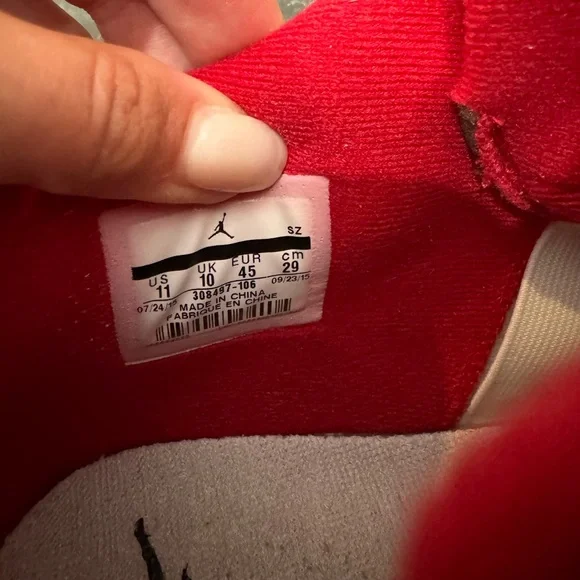 SZ
US UK EUR cm
11 10 45 29
07/24/15 308497-106 09/23/15
MADE IN CHINA
FABRIQUE EN CHINE